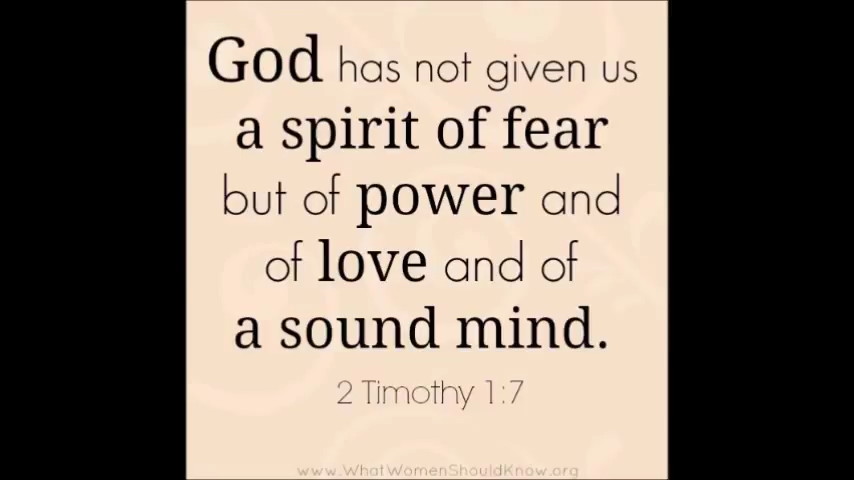 God has not given us
a spirit of fear
but of power and
of love and of
a sound mind.
2 Timothy 1:7
www.WhatWomenShouldKnow.org